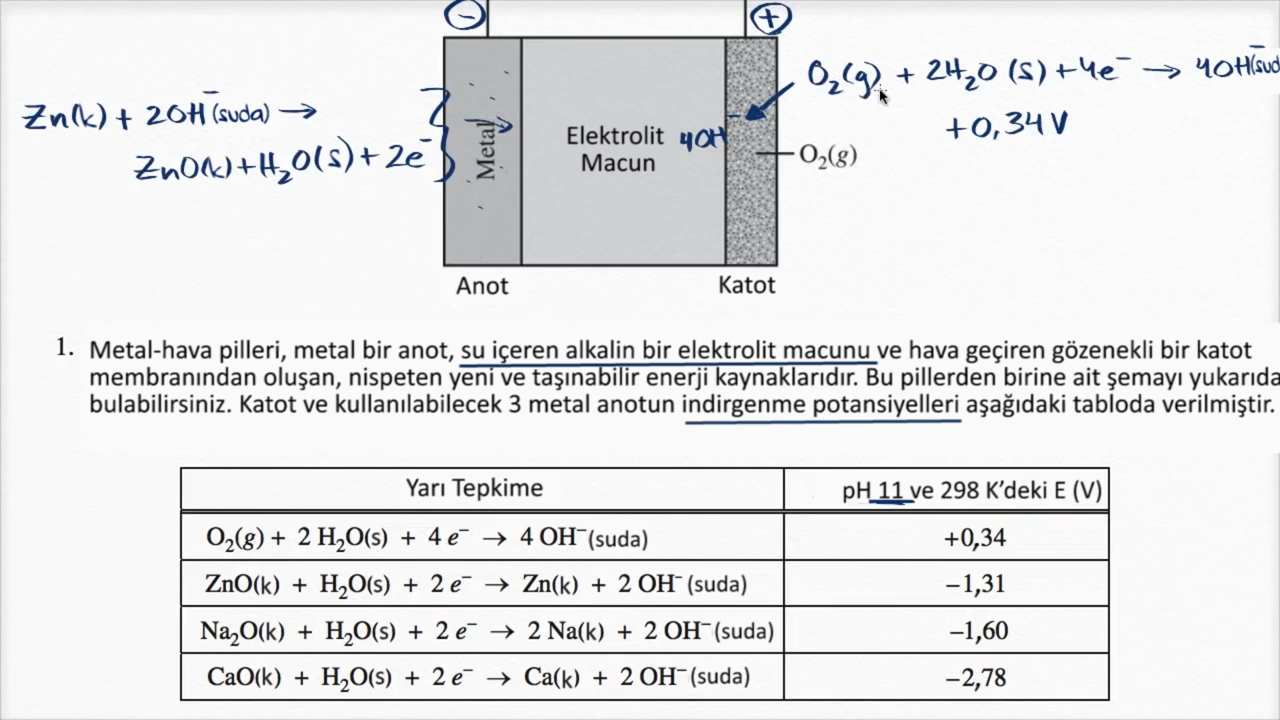 −
+
O₂(g) + 2H₂O (s) + 4e⁻ → 4OH⁻(sud
+0,34 V
Zn(k) + 2OH⁻(suda) →
ZnO(k) + H₂O(s) + 2e⁻
Metal
Elektrolit
Macun
4OH⁻
O₂(g)
Anot
Katot
1. Metal-hava pilleri, metal bir anot, su içeren alkalin bir elektrolit macunu ve hava geçiren gözenekli bir katot
membranından oluşan, nispeten yeni ve taşınabilir enerji kaynaklarıdır. Bu pillerden birine ait şemayı yukarıda
bulabilirsiniz. Katot ve kullanılabilecek 3 metal anotun indirgenme potansiyelleri aşağıdaki tabloda verilmiştir.
Yarı Tepkime pH 11 ve 298 K'deki E (V)
O₂(g) + 2 H₂O(s) + 4 e⁻ → 4 OH⁻ (suda) +0,34
ZnO(k) + H₂O(s) + 2 e⁻ → Zn(k) + 2 OH⁻ (suda) −1,31
Na₂O(k) + H₂O(s) + 2 e⁻ → 2 Na(k) + 2 OH⁻ (suda) −1,60
CaO(k) + H₂O(s) + 2 e⁻ → Ca(k) + 2 OH⁻ (suda) −2,78